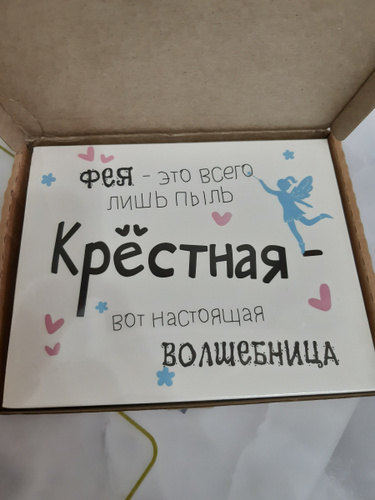 Фея - это всего
лишь пыль
Крёстная -
вот настоящая
ВОЛШЕБНИЦА